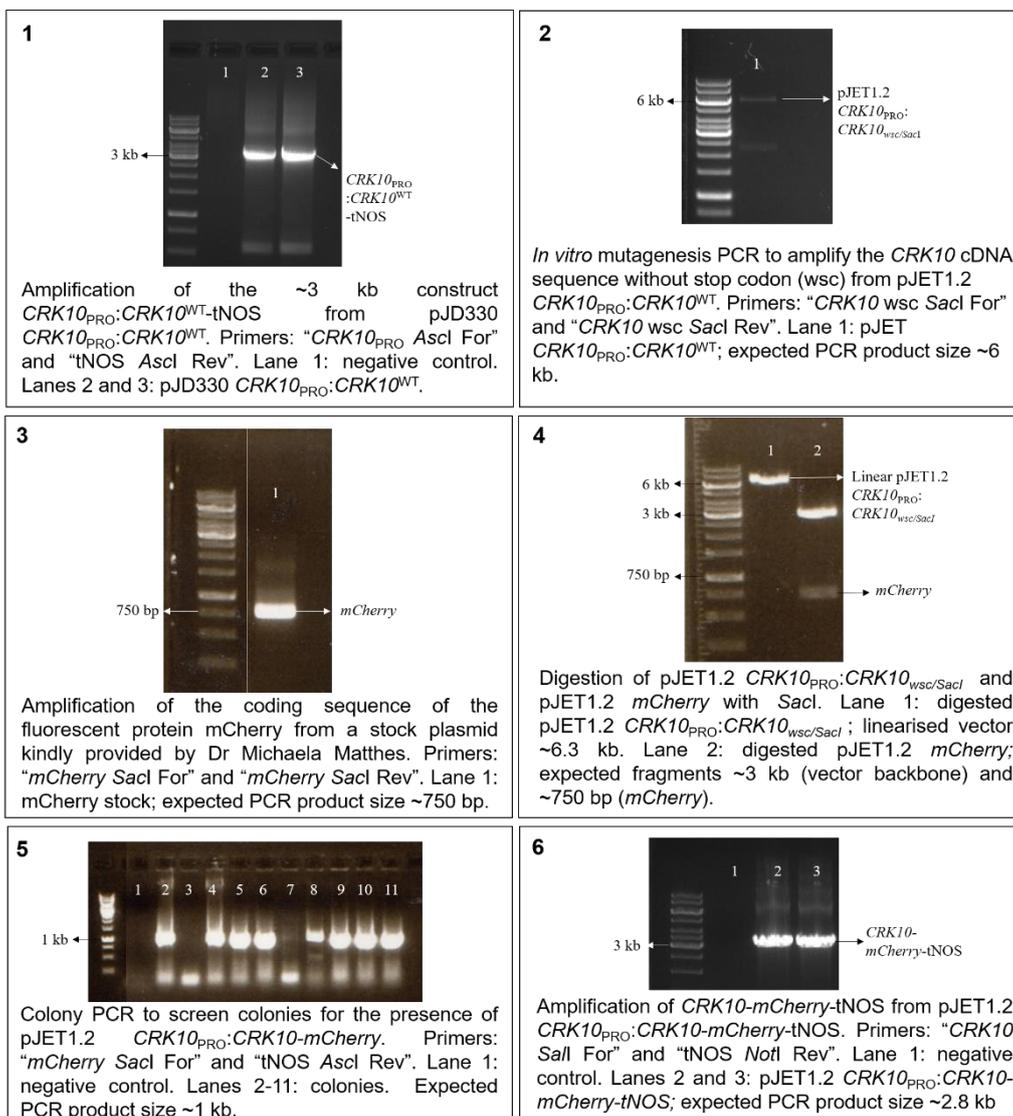 1
1 2 3
3 kb
CRK10PRO
:CRK10WT
-tNOS
Amplification of the ~3 kb construct
CRK10PRO:CRK10WT-tNOS from pJD330
CRK10PRO:CRK10WT. Primers: “CRK10PRO AscI For”
and “tNOS AscI Rev”. Lane 1: negative control.
Lanes 2 and 3: pJD330 CRK10PRO:CRK10WT.
2
1
6 kb
pJET1.2
CRK10PRO:
CRK10wsc/SacI
In vitro mutagenesis PCR to amplify the CRK10 cDNA
sequence without stop codon (wsc) from pJET1.2
CRK10PRO:CRK10WT. Primers: “CRK10 wsc SacI For”
and “CRK10 wsc SacI Rev”. Lane 1: pJET
CRK10PRO:CRK10WT; expected PCR product size ~6
kb.
3
1
750 bp
mCherry
Amplification of the coding sequence of the
fluorescent protein mCherry from a stock plasmid
kindly provided by Dr Michaela Matthes. Primers:
“mCherry SacI For” and “mCherry SacI Rev”. Lane 1:
mCherry stock; expected PCR product size ~750 bp.
4
1 2
6 kb
3 kb
750 bp
Linear pJET1.2
CRK10PRO:
CRK10wsc/SacI
mCherry
Digestion of pJET1.2 CRK10PRO:CRK10wsc/SacI and
pJET1.2 mCherry with SacI. Lane 1: digested
pJET1.2 CRK10PRO:CRK10wsc/SacI ; linearised vector
~6.3 kb. Lane 2: digested pJET1.2 mCherry;
expected fragments ~3 kb (vector backbone) and
~750 bp (mCherry).
5
1 2 3 4 5 6 7 8 9 10 11
1 kb
Colony PCR to screen colonies for the presence of
pJET1.2 CRK10PRO:CRK10-mCherry. Primers:
“mCherry SacI For” and “tNOS AscI Rev”. Lane 1:
negative control. Lanes 2-11: colonies. Expected
PCR product size ~1 kb.
6
1 2 3
3 kb
CRK10-
mCherry-tNOS
Amplification of CRK10-mCherry-tNOS from pJET1.2
CRK10PRO:CRK10-mCherry-tNOS. Primers: “CRK10
SalI For” and “tNOS NotI Rev”. Lane 1: negative
control. Lanes 2 and 3: pJET1.2 CRK10PRO:CRK10-
mCherry-tNOS; expected PCR product size ~2.8 kb